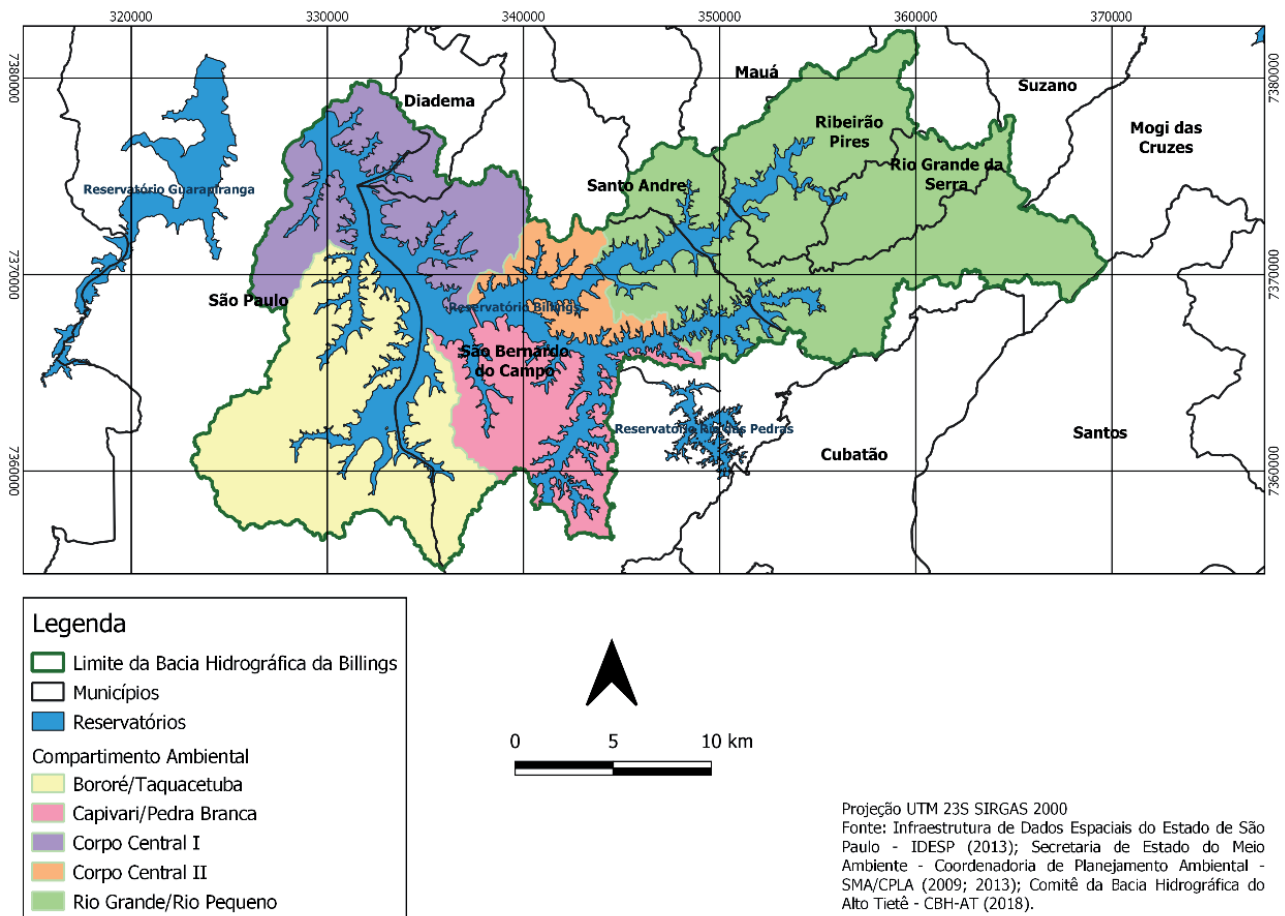 320000 330000 340000 350000 360000 370000
7380000
7380000
Mauá
Suzano
Diadema
Ribeirão
Pires
Mogi das
Cruzes
Rio Grande da
Serra
Reservatório Guarapiranga
Santo Andre
7370000
7370000
São Paulo
Reservatório Billings
São Bernardo
do Campo
Reservatório Rio das Pedras
Santos
Cubatão
7360000
7360000
Legenda
Limite da Bacia Hidrográfica da Billings
Municípios
Reservatórios
Compartimento Ambiental
Bororé/Taquacetuba
Capivari/Pedra Branca
Corpo Central I
Corpo Central II
Rio Grande/Rio Pequeno
0 5 10 km
Projeção UTM 23S SIRGAS 2000
Fonte: Infraestrutura de Dados Espaciais do Estado de São
Paulo - IDESP (2013); Secretaria de Estado do Meio
Ambiente - Coordenadoria de Planejamento Ambiental -
SMA/CPLA (2009; 2013); Comitê da Bacia Hidrográfica do
Alto Tietê - CBH-AT (2018).